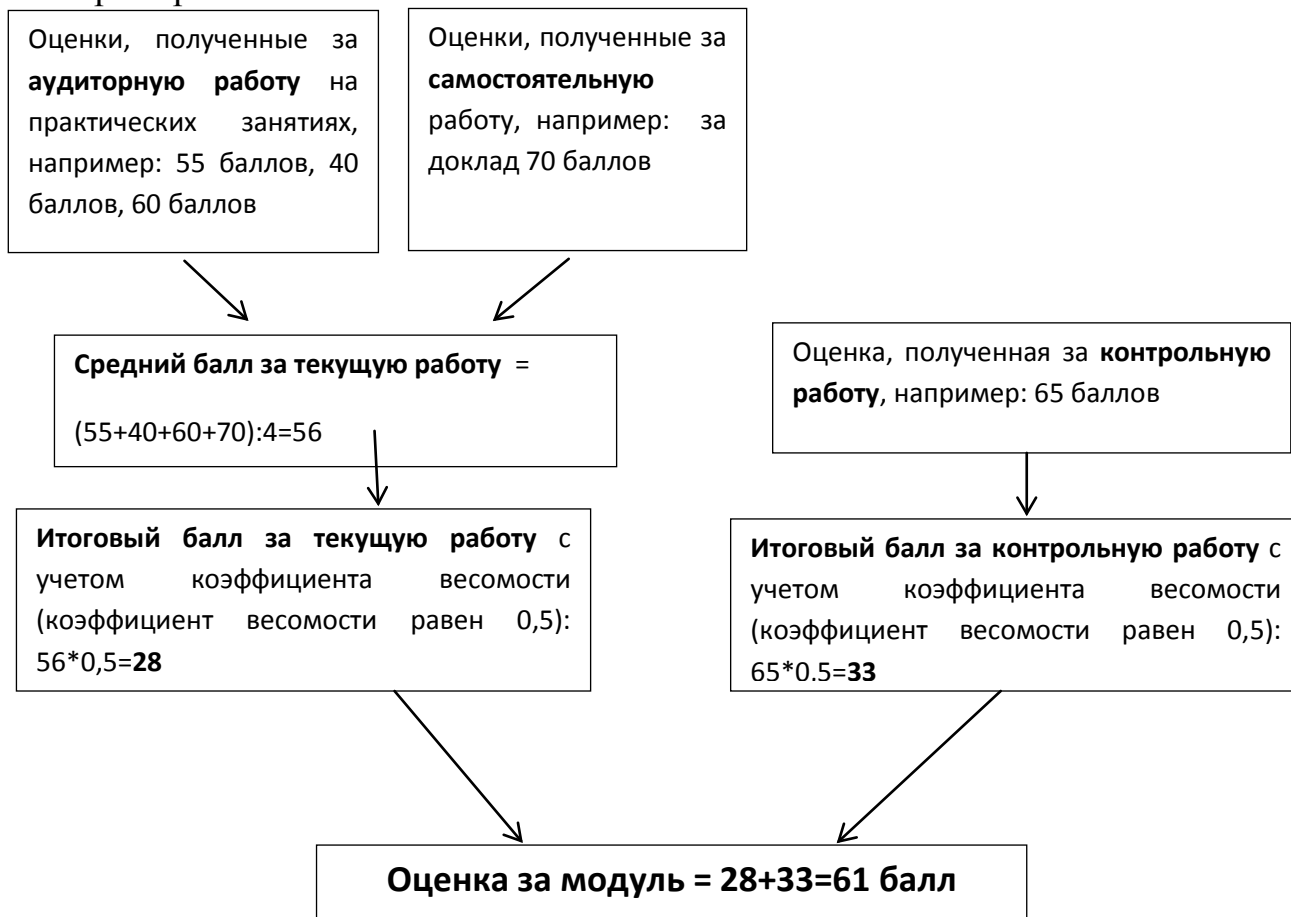 Оценки, полученные за
аудиторную работу на
практических занятиях,
например: 55 баллов, 40
баллов, 60 баллов
Оценки, полученные за
самостоятельную
работу, например: за
доклад 70 баллов
Средний балл за текущую работу =
(55+40+60+70):4=56
Оценка, полученная за контрольную
работу, например: 65 баллов
Итоговый балл за текущую работу с
учетом коэффициента весомости
(коэффициент весомости равен 0,5):
56*0,5=28
Итоговый балл за контрольную работу с
учетом коэффициента весомости
(коэффициент весомости равен 0,5):
65*0,5=33
Оценка за модуль = 28+33=61 балл